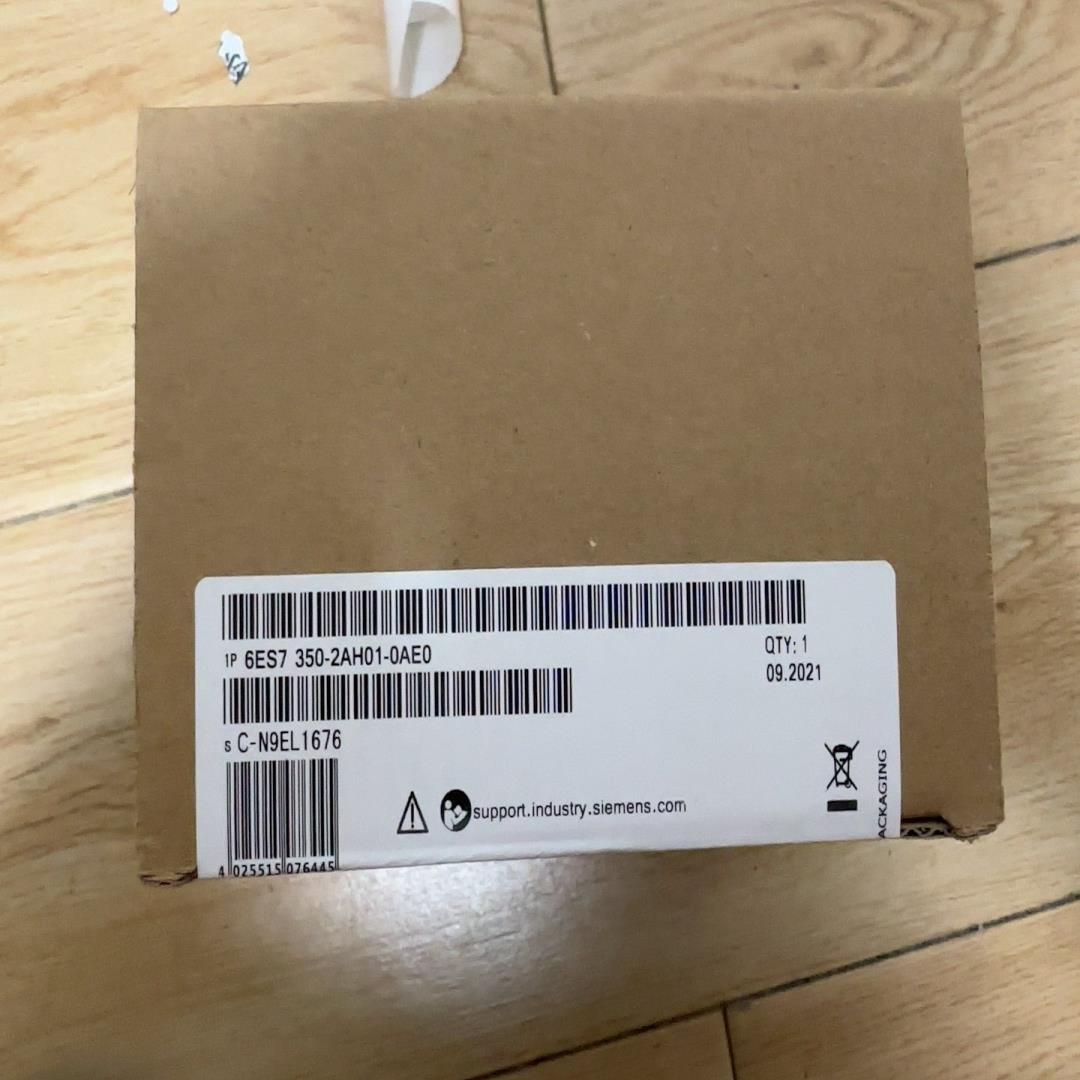 1P 6ES7 350-2AH01-0AE0
QTY: 1
09.2021
S C-N9EL1676
support.industry.siemens.com
4 025515 076445
ACKAGING